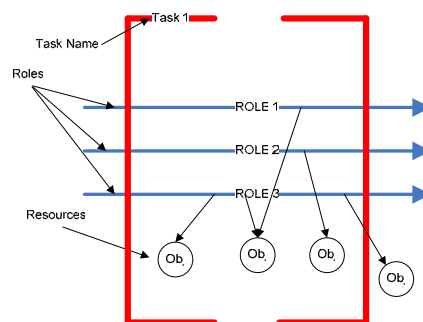 Task 1
Task Name
Roles
ROLE 1
ROLE 2
ROLE 3
Resources
Ob.
Ob.
Ob.
Ob.